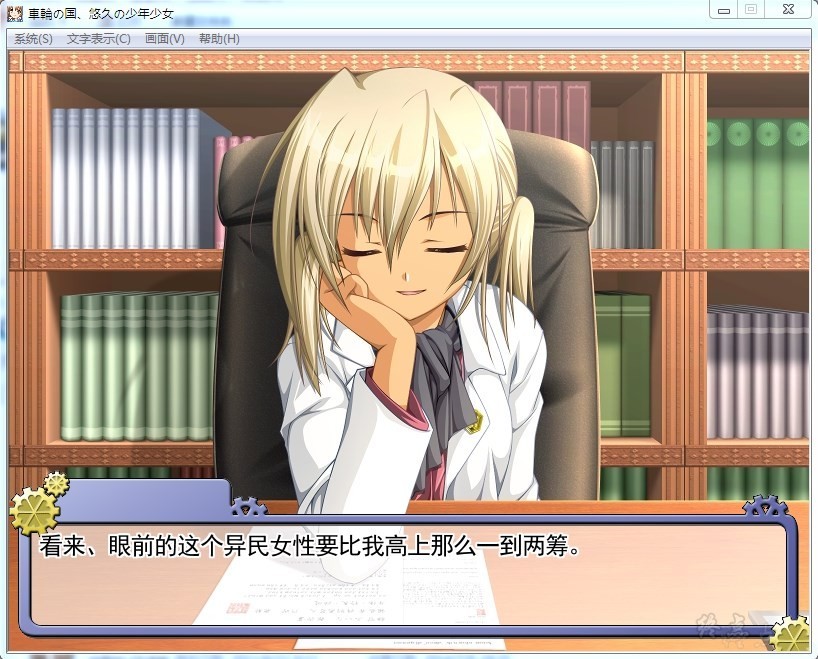 車輪の国、悠久の少年少女
系统(S) 文字表示(C) 画面(V) 帮助(H)
看来、眼前的这个异民女性要比我高上那么一到两筹。